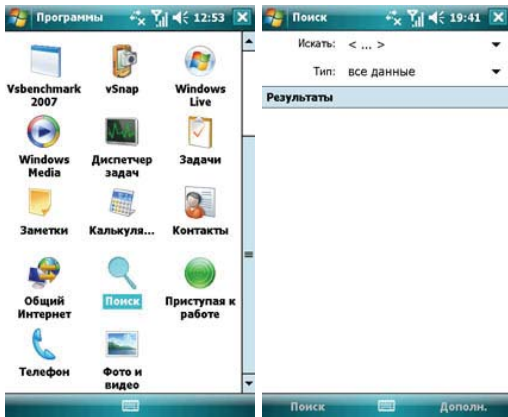 Программы 12:53
Vsbenchmark
2007
vSnap
Windows
Live
Windows
Media
Диспетчер
задач
Задачи
Заметки
Калькуля...
Контакты
Общий
Интернет
Поиск
Приступая к
работе
Телефон
Фото и
видео
Поиск 19:41
Искать: < ... >
Тип: все данные
Результаты
Поиск Дополн.